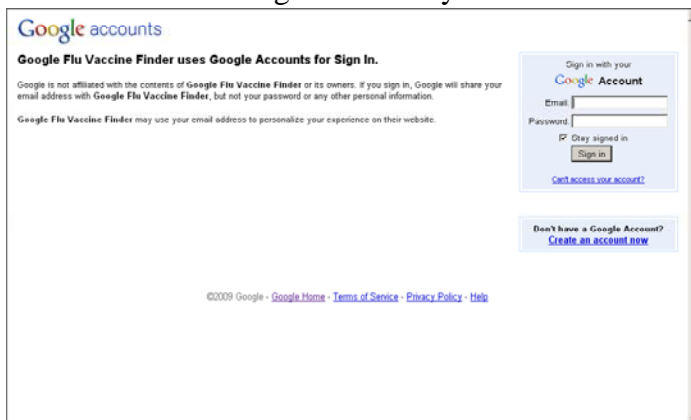 Google accounts
Google Flu Vaccine Finder uses Google Accounts for Sign In.
Google is not affiliated with the contents of Google Flu Vaccine Finder or its owners. If you sign in, Google will share your
email address with Google Flu Vaccine Finder, but not your password or any other personal information.
Google Flu Vaccine Finder may use your email address to personalize your experience on their website.
Sign in with your
Google Account
Email:
Password:
Stay signed in
Sign in
Can't access your account?
Don't have a Google Account?
Create an account now
©2009 Google - Google Home - Terms of Service - Privacy Policy - Help